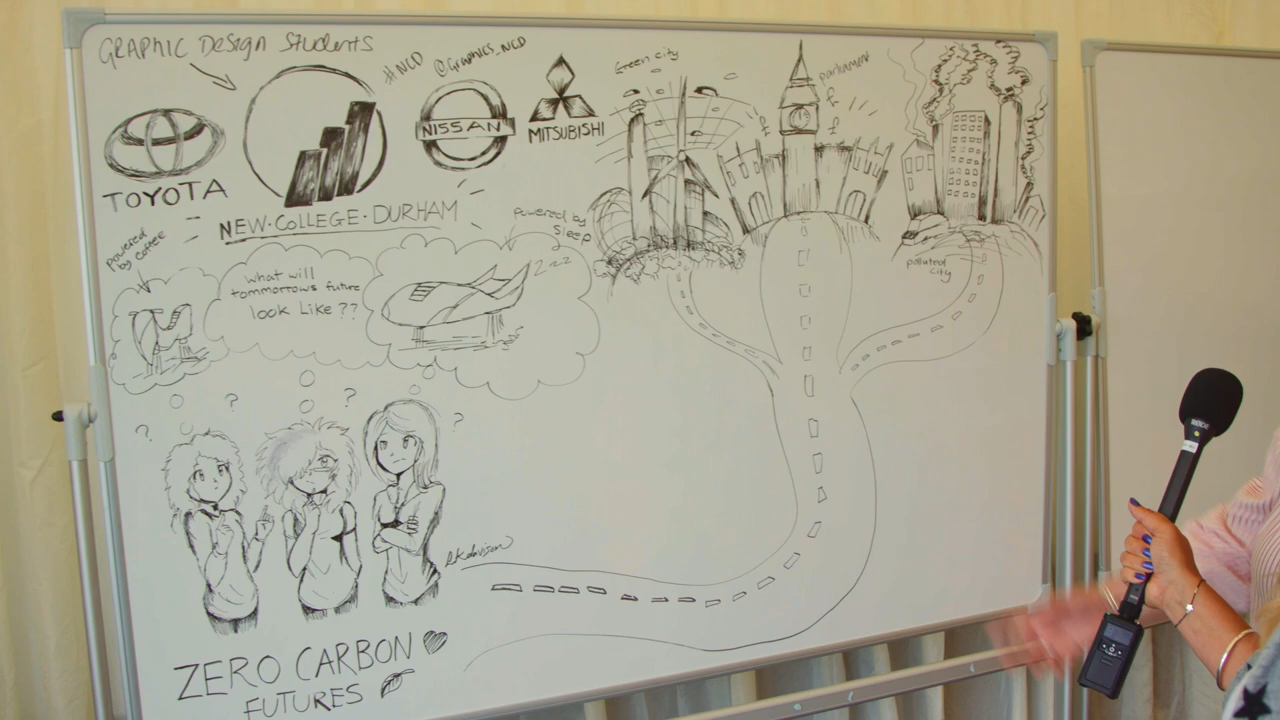 GRAPHIC DESIGN STUDENTS
#NCD
@Graphics_NCD
TOYOTA
NISSAN
MITSUBISHI
NEW·COLLEGE·DURHAM
Green city
parliament
polluted
city
powered
by coffee
what will
tommorrows future
look like ??
powered by
sleep
zzz
? ? ? ?
ZERO CARBON
FUTURES